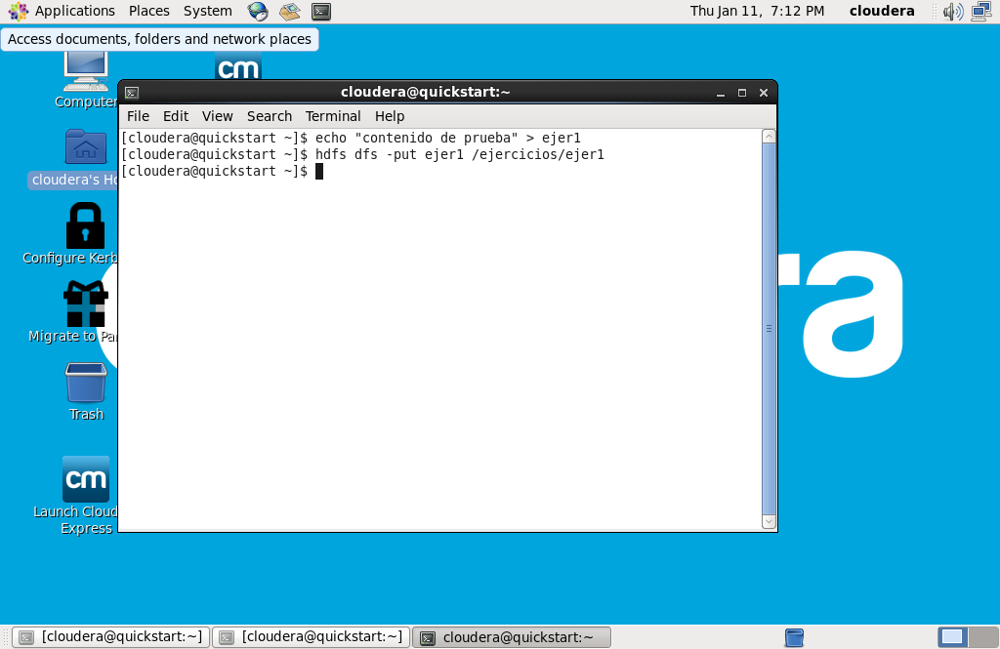 Applications Places System Thu Jan 11, 7:12 PM cloudera
Access documents, folders and network places
cm
Computer
cloudera@quickstart:~
File Edit View Search Terminal Help
[cloudera@quickstart ~]$ echo "contenido de prueba" > ejer1
[cloudera@quickstart ~]$ hdfs dfs -put ejer1 /ejercicios/ejer1
[cloudera@quickstart ~]$
cloudera's Ho
Configure Kerb
Migrate to Pa
Trash
cm
Launch Cloud
Express
ra
[cloudera@quickstart:~] [cloudera@quickstart:~] cloudera@quickstart:~